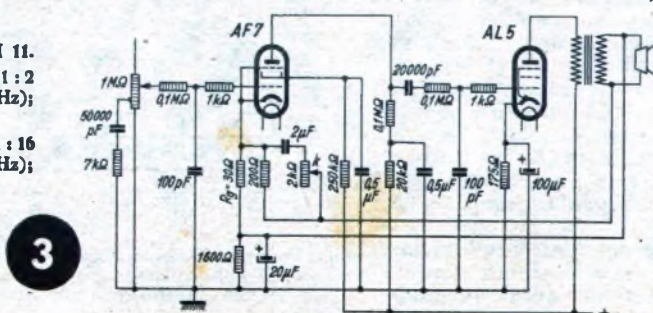 11.
1 : 2
Hz);
: 16
Hz);
3
AF7
AL5
1MΩ
0,1MΩ
1kΩ
50000
pF
7kΩ
100pF
Rg=30Ω
200Ω
2μF
2kΩ
k
1600Ω
20μF
+
250kΩ
0,5
μF
0,1MΩ
20kΩ
20000pF
0,1MΩ
1kΩ
0,5μF
100
pF
175Ω
+
100μF
+